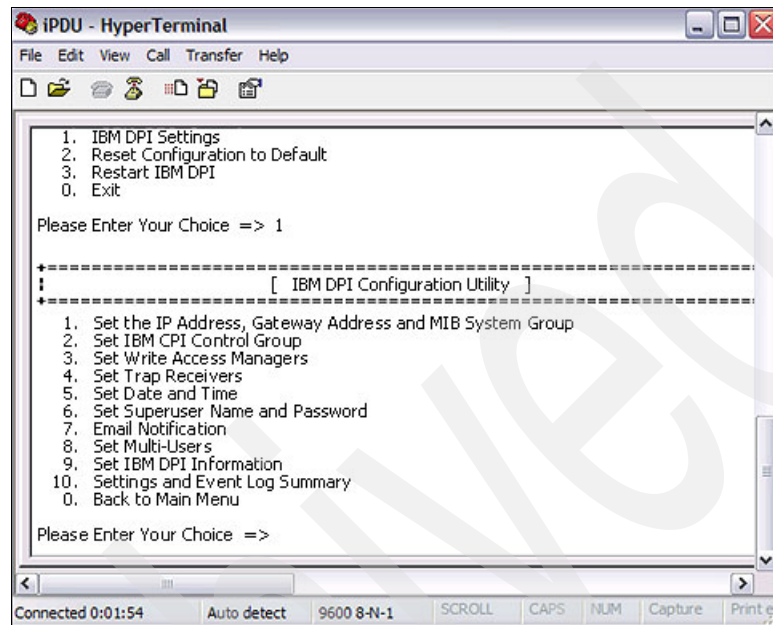 iPDU - HyperTerminal
File Edit View Call Transfer Help
1. IBM DPI Settings
2. Reset Configuration to Default
3. Restart IBM DPI
0. Exit
Please Enter Your Choice => 1
+===============================================================
[ IBM DPI Configuration Utility ]
+===============================================================
1. Set the IP Address, Gateway Address and MIB System Group
2. Set IBM CPI Control Group
3. Set Write Access Managers
4. Set Trap Receivers
5. Set Date and Time
6. Set Superuser Name and Password
7. Email Notification
8. Set Multi-Users
9. Set IBM DPI Information
10. Settings and Event Log Summary
0. Back to Main Menu
Please Enter Your Choice =>
Connected 0:01:54 Auto detect 9600 8-N-1 SCROLL CAPS NUM Capture Print e